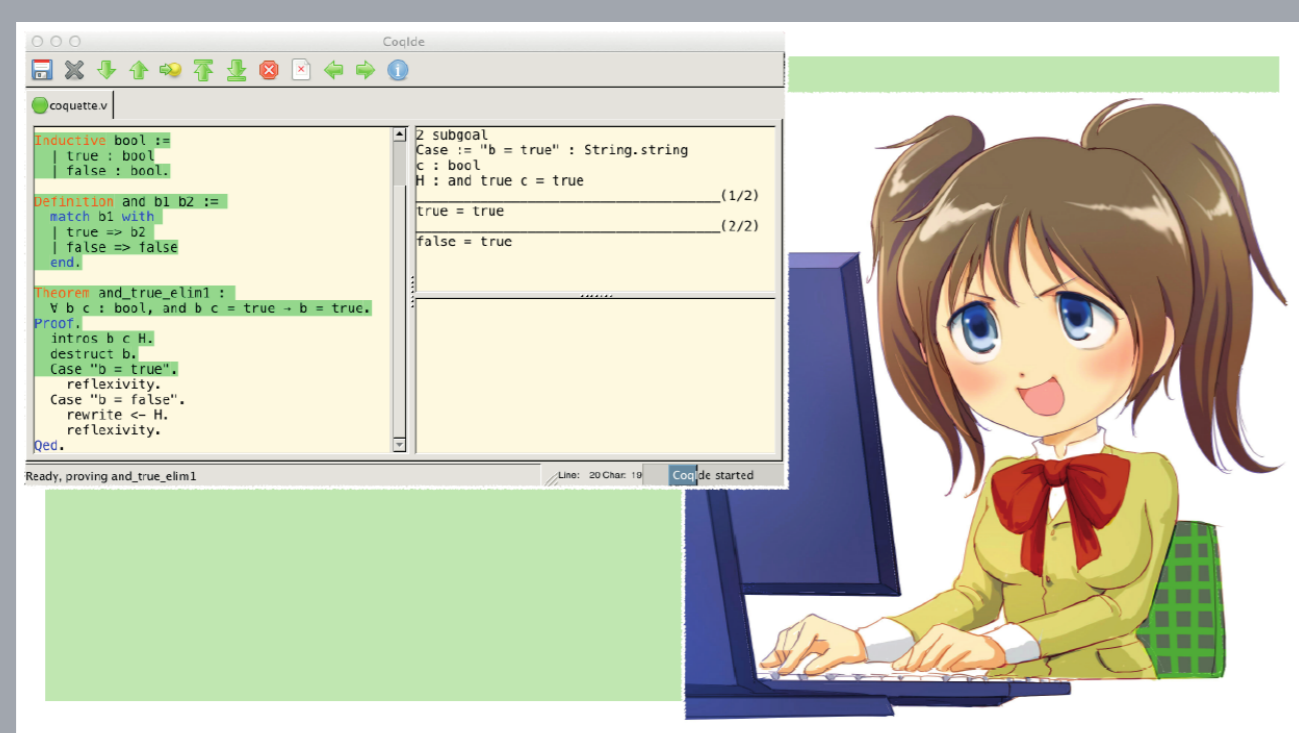 CoqIde
coquette.v
Inductive bool :=
  | true : bool
  | false : bool.
Definition and b1 b2 :=
  match b1 with
  | true => b2
  | false => false
  end.
Theorem and_true_elim1 :
  ∀ b c : bool, and b c = true → b = true.
Proof.
  intros b c H.
  destruct b.
  Case "b = true".
    reflexivity.
  Case "b = false".
    rewrite <- H.
    reflexivity.
Qed.
2 subgoal
Case := "b = true" : String.string
c : bool
H : and true c = true
(1/2)
true = true
(2/2)
false = true
Ready, proving and_true_elim1
Line: 20 Char: 19
CoqIde started